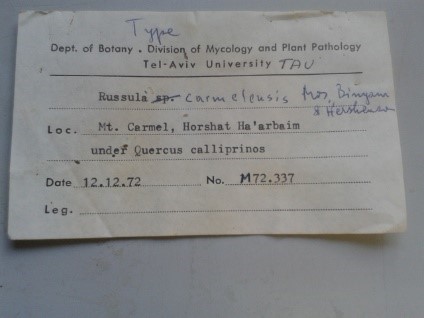 Type
Dept. of Botany . Division of Mycology and Plant Pathology
Tel-Aviv University TAU
Russula sp. carmelensis Mos, Binyam.
& Hershenzon
Loc. Mt. Carmel, Horshat Ha'arbaim
under Quercus calliprinos
Date 12.12.72 No. M72.337
Leg.